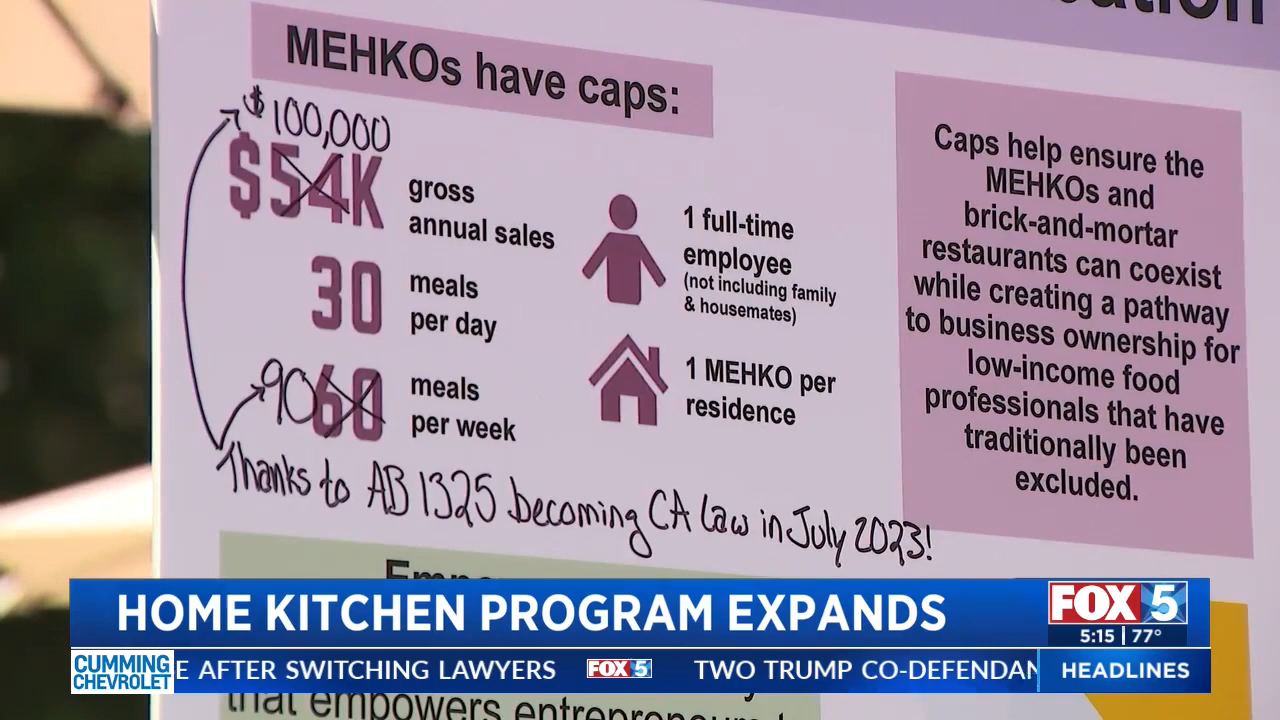 MEHKOs have caps:
$100,000
$54K
gross
annual sales
30
meals
per day
90
60
meals
per week
1 full-time
employee
(not including family
& housemates)
1 MEHKO per
residence
Caps help ensure the
MEHKOs and
brick-and-mortar
restaurants can coexist
while creating a pathway
to business ownership for
low-income food
professionals that have
traditionally been
excluded.
Thanks to AB 1325 becoming CA law in July 2023!
HOME KITCHEN PROGRAM EXPANDS
FOX 5
5:15 | 77°
CUMMING
CHEVROLET
E AFTER SWITCHING LAWYERS
FOX 5
TWO TRUMP CO-DEFENDAN
HEADLINES
that empowers